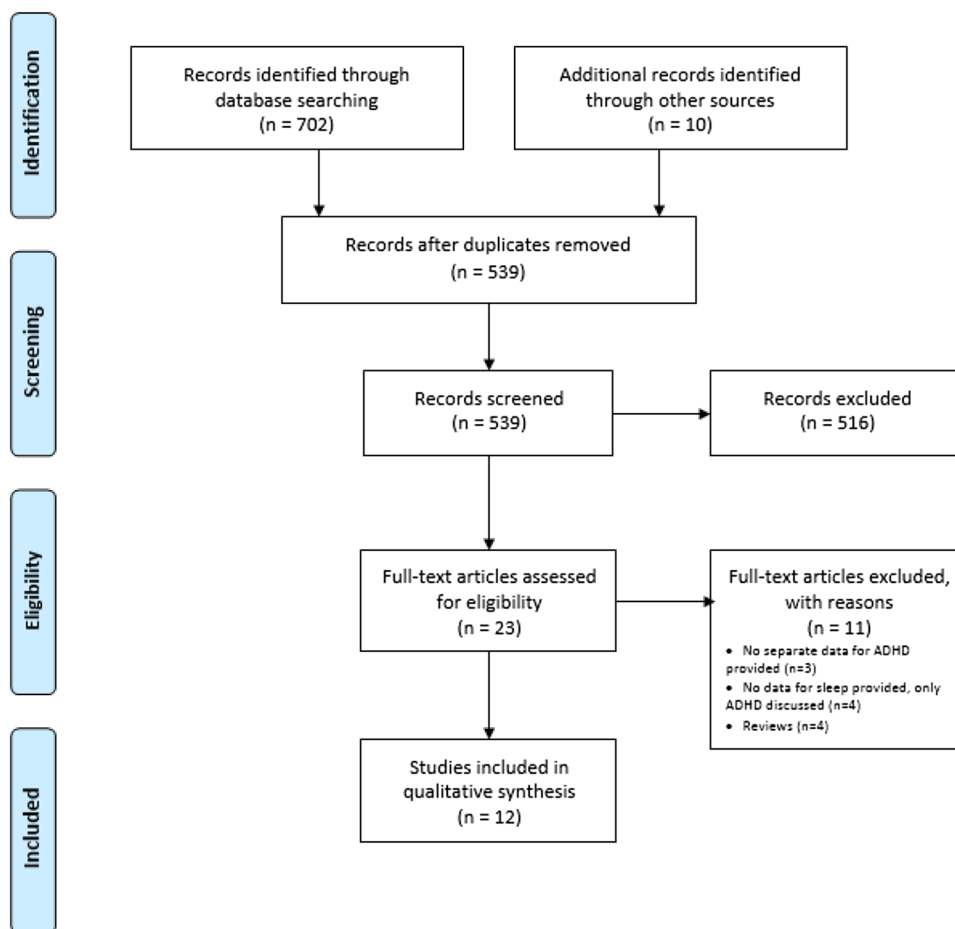 Identification
Records identified through
database searching
(n = 702)
Additional records identified
through other sources
(n = 10)
Records after duplicates removed
(n = 539)
Screening
Records screened
(n = 539)
Records excluded
(n = 516)
Eligibility
Full-text articles assessed
for eligibility
(n = 23)
Full-text articles excluded,
with reasons
(n = 11)
• No separate data for ADHD
provided (n=3)
• No data for sleep provided, only
ADHD discussed (n=4)
• Reviews (n=4)
Included
Studies included in
qualitative synthesis
(n = 12)